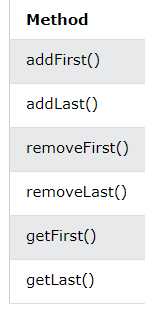 Method
addFirst()
addLast()
removeFirst()
removeLast()
getFirst()
getLast()